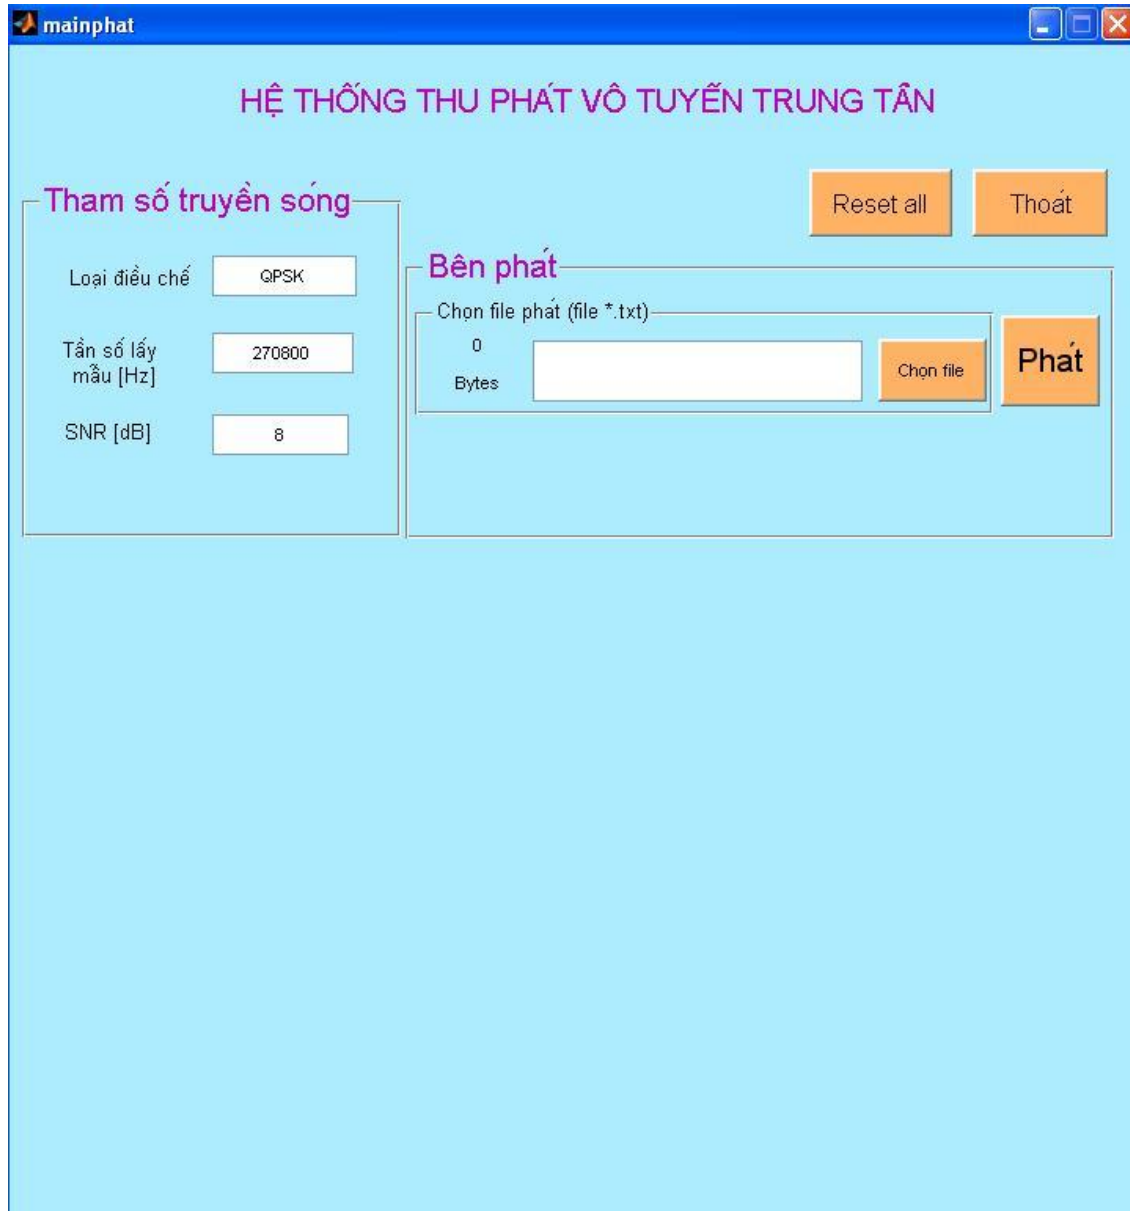 mainphat
HỆ THỐNG THU PHÁT VÔ TUYẾN TRUNG TẦN
Reset all
Thoát
Tham số truyền sóng
Loại điều chế
QPSK
Tần số lấy
mẫu [Hz]
270800
SNR [dB]
8
Bên phát
Chọn file phát (file *.txt)
0
Bytes
Chọn file
Phát